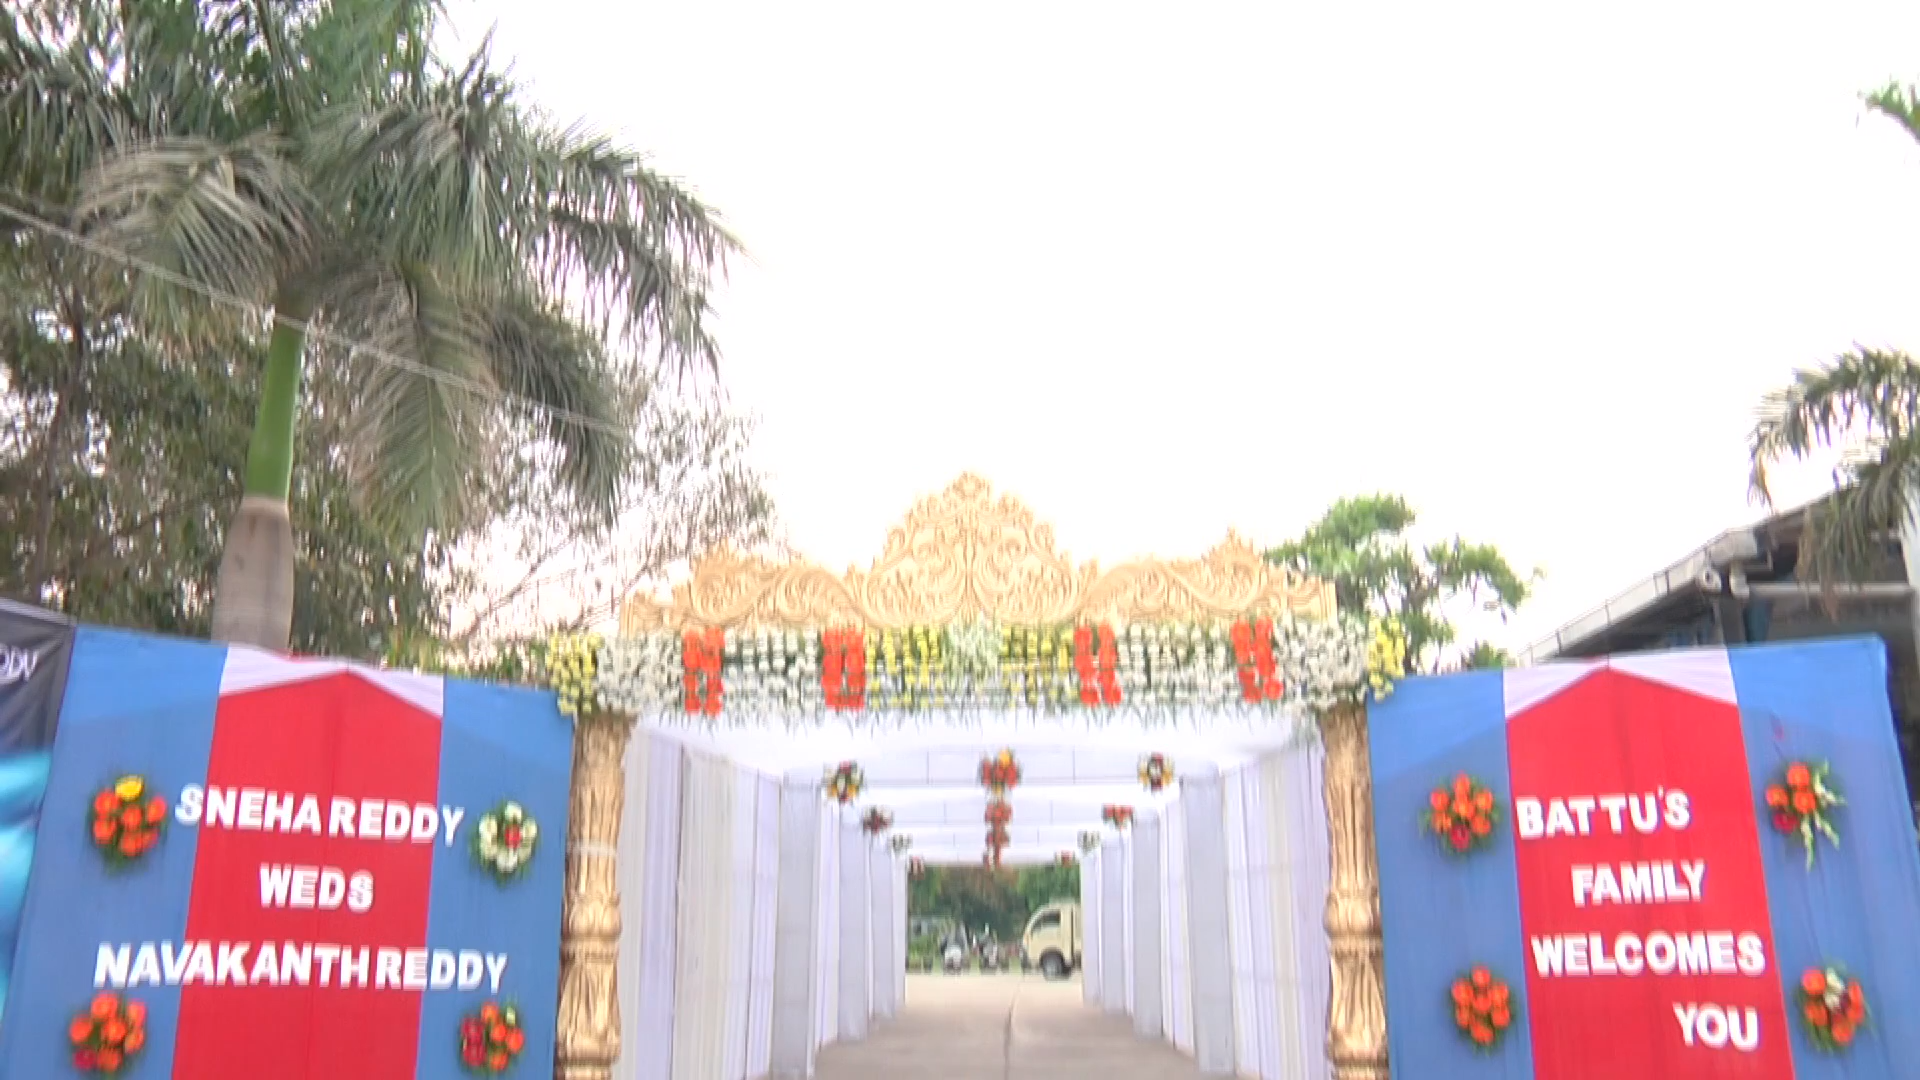 SNEHA REDDY
WEDS
NAVAKANTH REDDY
BATTU'S
FAMILY
WELCOMES
YOU